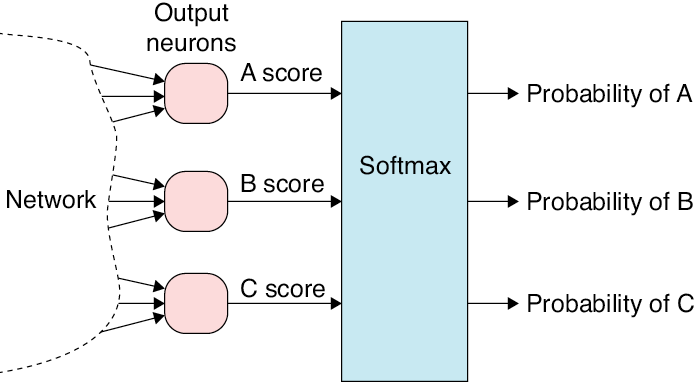 Output
neurons
A score
Probability of A
Softmax
B score
Network
Probability of B
C score
Probability of C